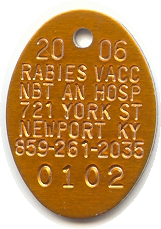 20 06
RABIES VACC
NBT AN HOSP
721 YORK ST
NEWPORT KY
859-261-2035
0102